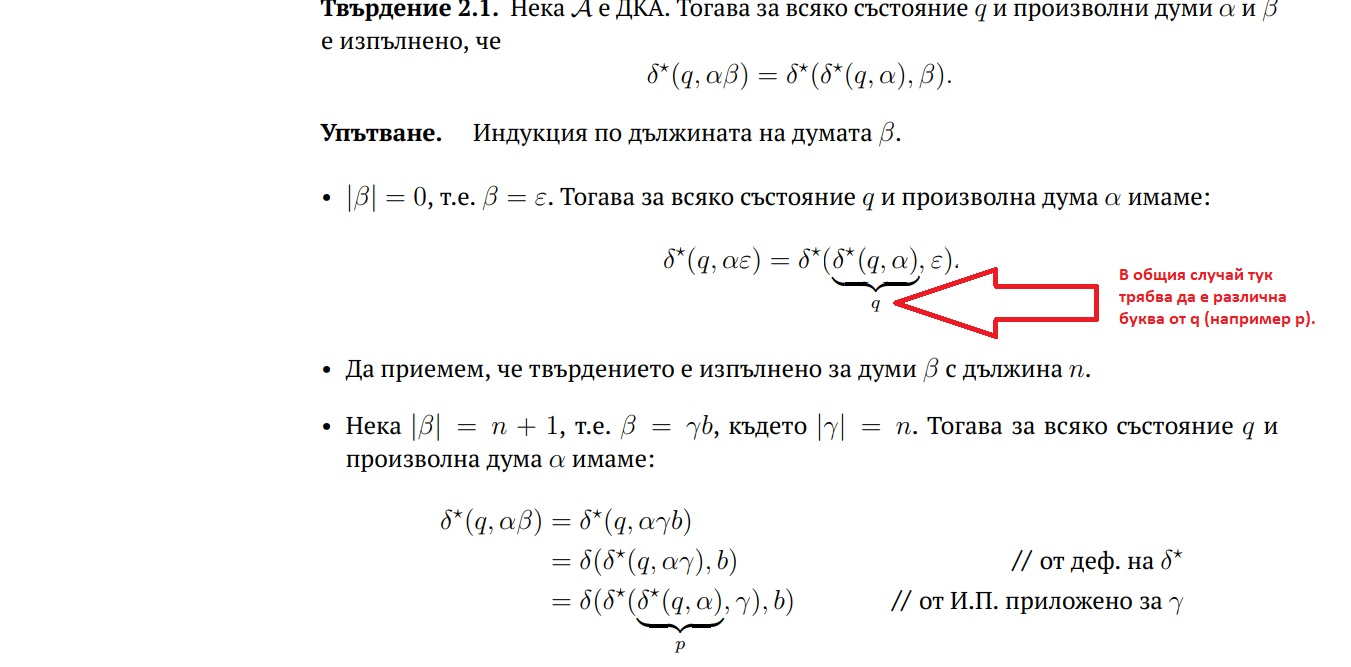 Твърдение 2.1. Нека 𝒜 е ДКА. Тогава за всяко състояние q и произволни думи α и β
е изпълнено, че
δ*(q, αβ) = δ*(δ*(q, α), β).
Упътване. Индукция по дължината на думата β.
• |β| = 0, т.е. β = ε. Тогава за всяко състояние q и произволна дума α имаме:
δ*(q, αε) = δ*(δ*(q, α), ε).
q
В общия случай тук
трябва да е различна
буква от q (например p).
• Да приемем, че твърдението е изпълнено за думи β с дължина n.
• Нека |β| = n + 1, т.е. β = γb, където |γ| = n. Тогава за всяко състояние q и
произволна дума α имаме:
δ*(q, αβ) = δ*(q, αγb)
= δ(δ*(q, αγ), b) // от деф. на δ*
= δ(δ*(δ*(q, α), γ), b) // от И.П. приложено за γ
p